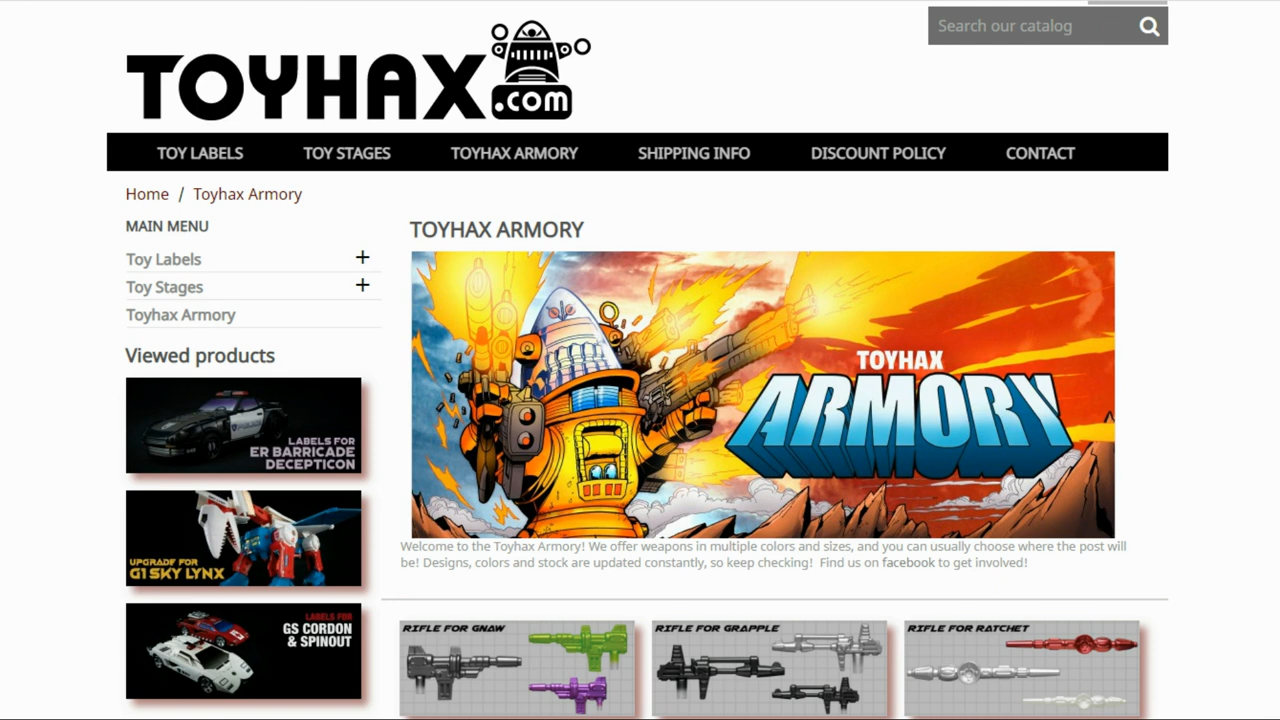 TOYHAX
.com
Search our catalog
TOY LABELS TOY STAGES TOYHAX ARMORY SHIPPING INFO DISCOUNT POLICY CONTACT
Home / Toyhax Armory
MAIN MENU
Toy Labels +
Toy Stages +
Toyhax Armory
Viewed products
LABELS FOR
ER BARRICADE
DECEPTICON
UPGRADE FOR
G1 SKY LYNX
LABELS FOR
GS CORDON
& SPINOUT
TOYHAX ARMORY
TOYHAX
ARMORY
Welcome to the Toyhax Armory! We offer weapons in multiple colors and sizes, and you can usually choose where the post will
be! Designs, colors and stock are updated constantly, so keep checking! Find us on facebook to get involved!
RIFLE FOR GNAW
RIFLE FOR GRAPPLE
RIFLE FOR RATCHET